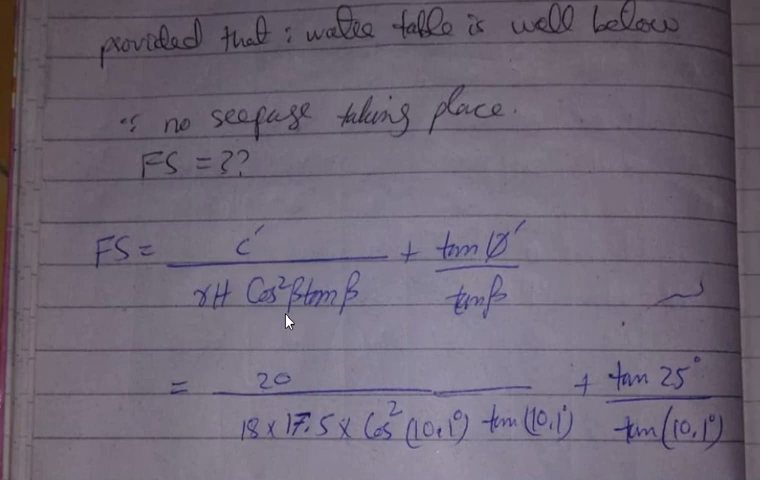 provided that : water table is well below
∵ no seepage taking place.
FS = ??
FS = c' / γH Cos²β tanβ + tan Ø' / tanβ
= 20 / 18 x 17.5 x Cos² (10.1°) tan (10.1°) + tan 25° / tan (10.1°)